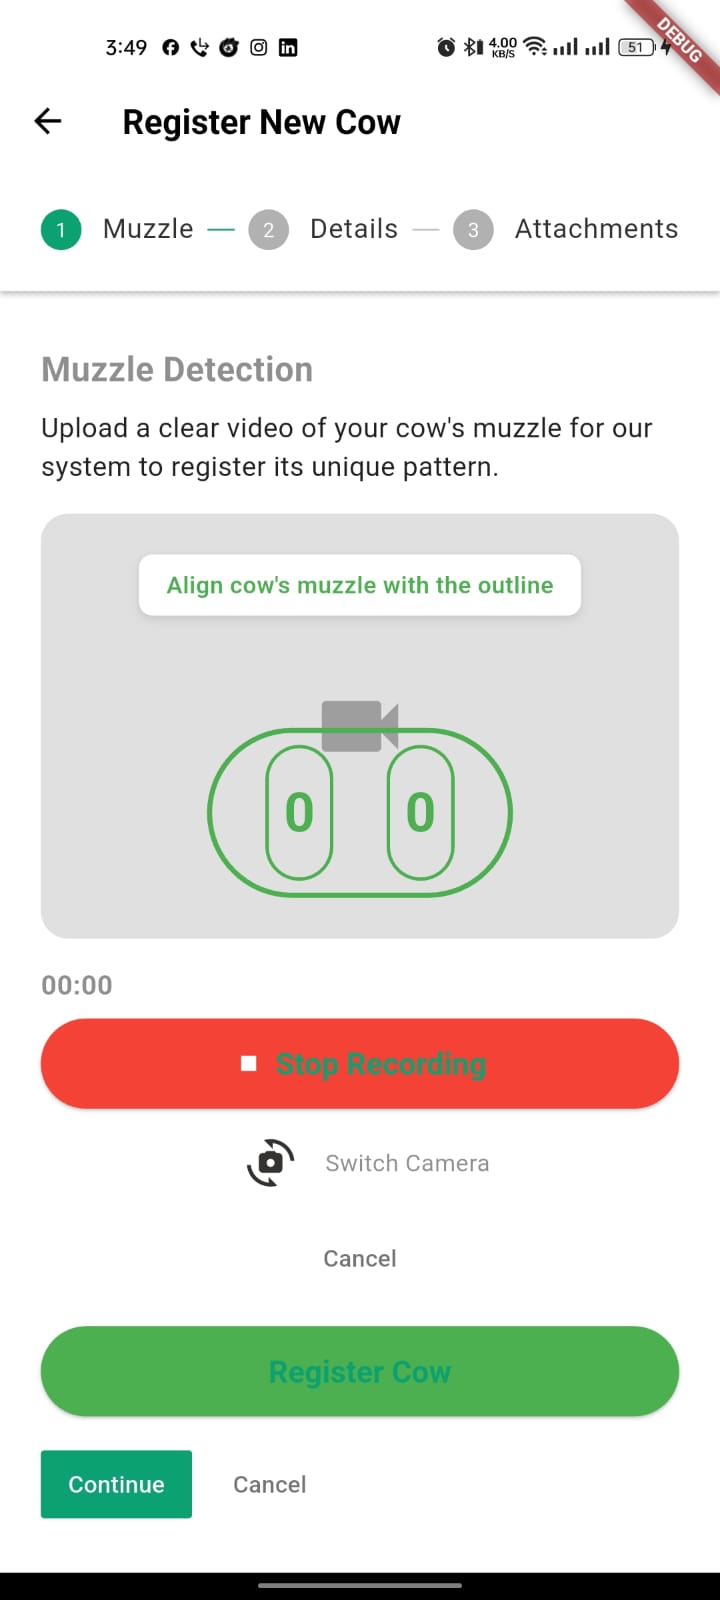 3:49
4.00
KB/S
51
DEBUG
Register New Cow
1 Muzzle 2 Details 3 Attachments
Muzzle Detection
Upload a clear video of your cow's muzzle for our
system to register its unique pattern.
Align cow's muzzle with the outline
0 0
00:00
Stop Recording
Switch Camera
Cancel
Register Cow
Continue Cancel